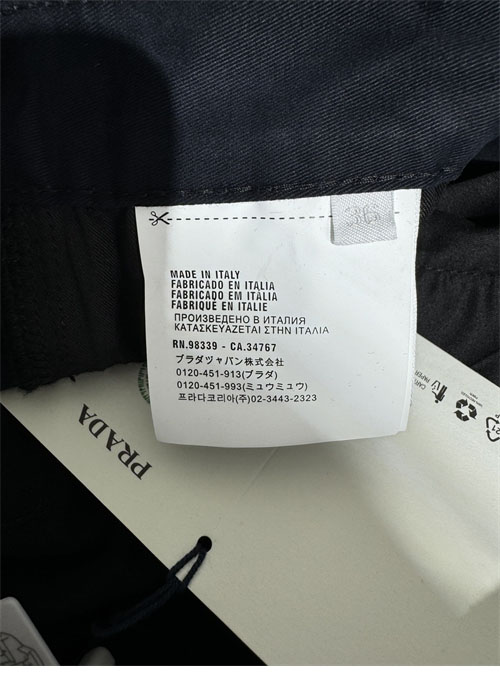 36
MADE IN ITALY
FABRICADO EN ITALIA
FABRICADO EM ITÁLIA
FABRIQUÉ EN ITALIE
ПРОИЗВЕДЕНО В ИТАЛИЯ
ΚΑΤΑΣΚΕΥΑΖΕΤΑΙ ΣΤΗΝ ΙΤΑΛΙΑ
RN.98339 - CA.34767
プラダジャパン株式会社
0120-451-913(プラダ)
0120-451-993(ミュウミュウ)
프라다코리아(주)02-3443-2323
PRADA
PAPER
21